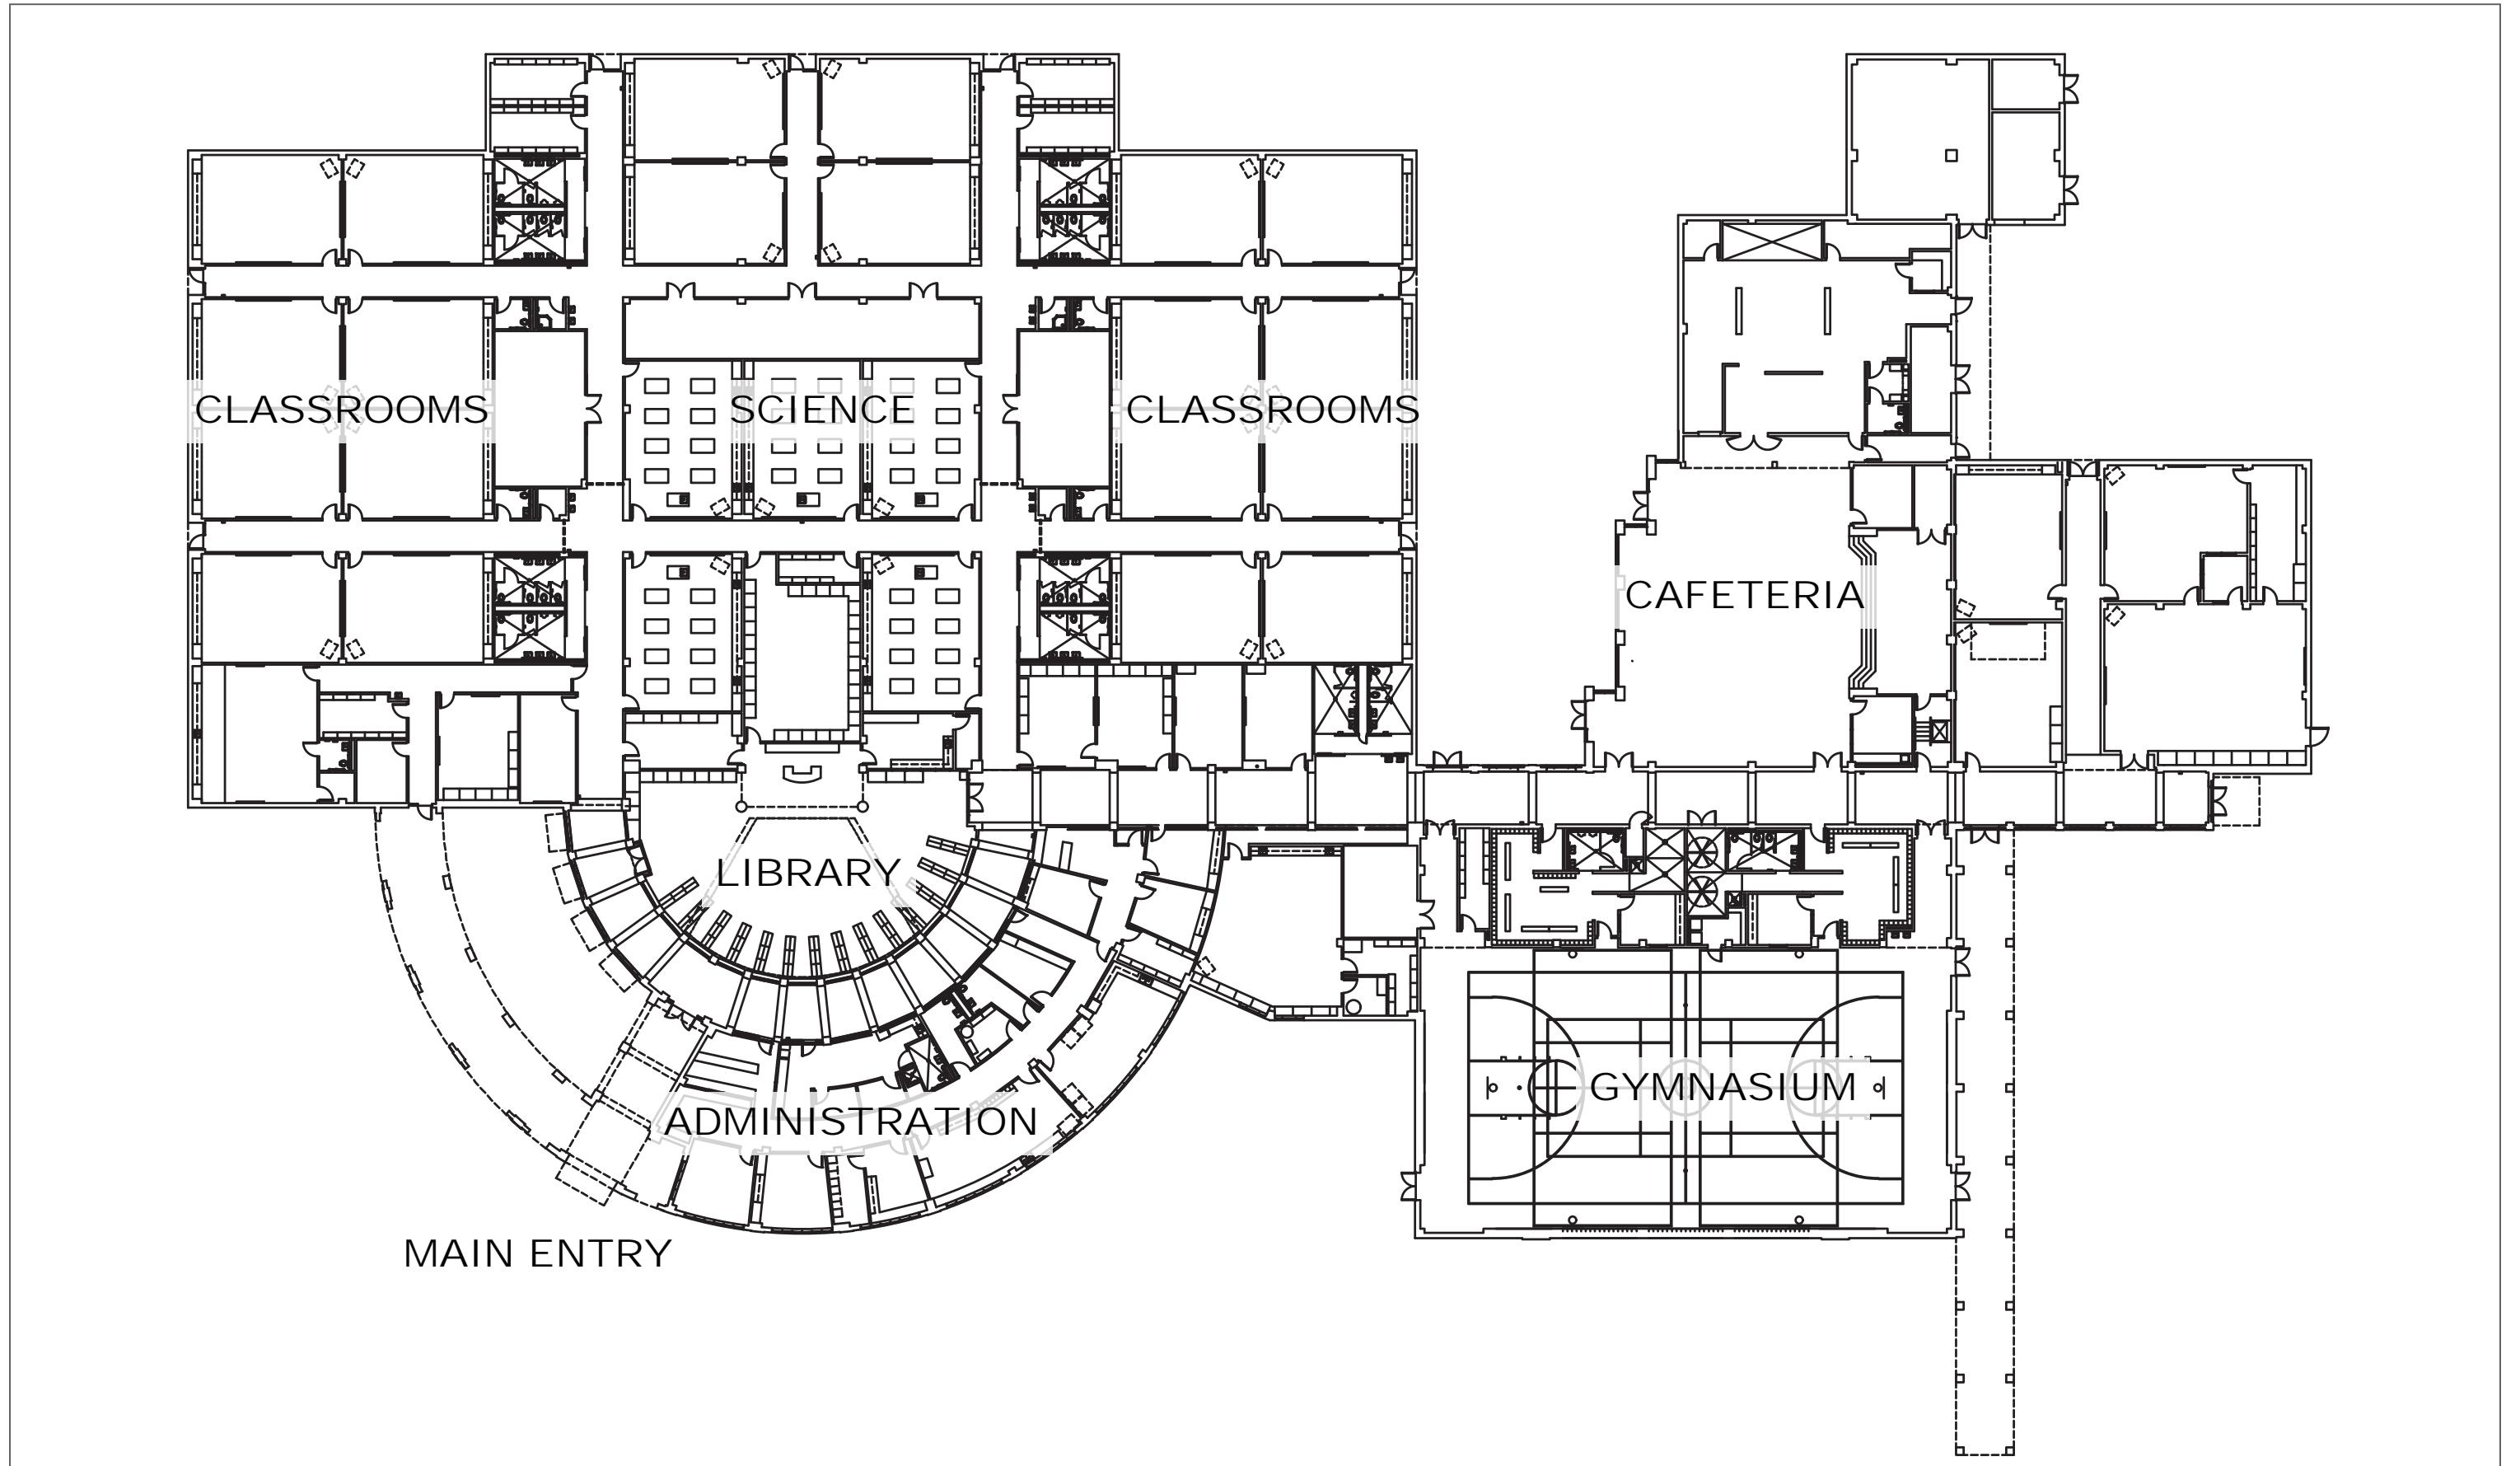 CLASSROOMS
SCIENCE
CLASSROOMS
CAFETERIA
LIBRARY
GYMNASIUM
ADMINISTRATION
MAIN ENTRY